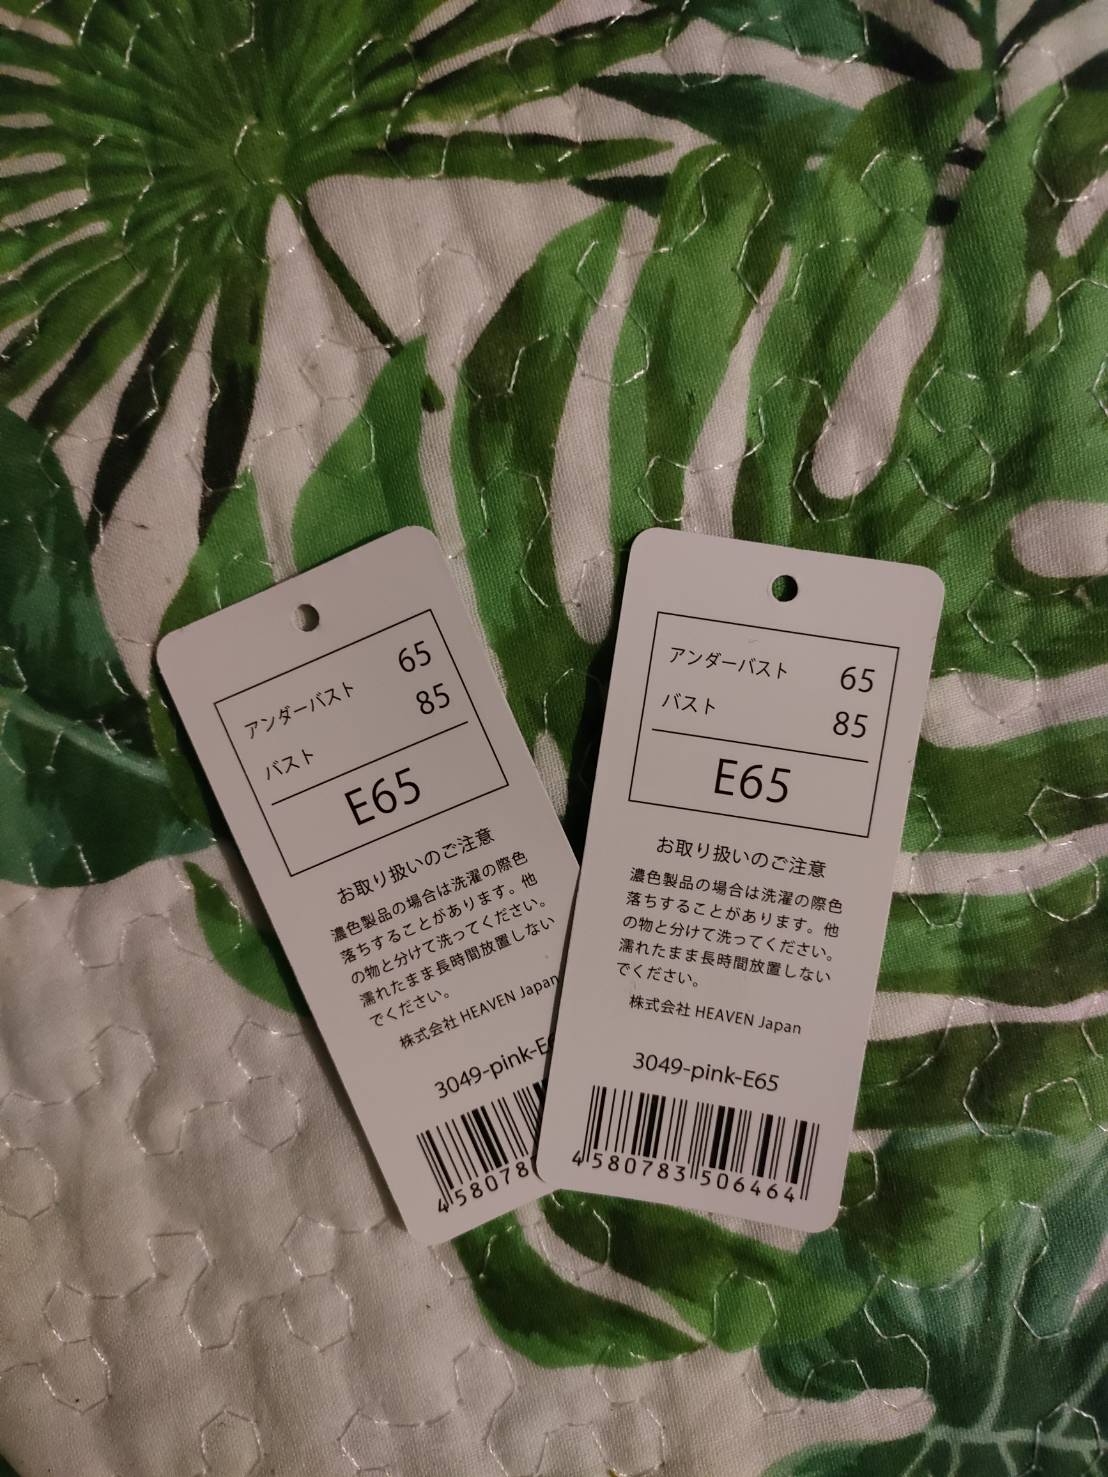 アンダーバスト 65
バスト 85
E65
お取り扱いのご注意
濃色製品の場合は洗濯の際色
落ちすることがあります。他
の物と分けて洗ってください。
濡れたまま長時間放置しない
でください。
株式会社 HEAVEN Japan
3049-pink-E6
458078
アンダーバスト 65
バスト 85
E65
お取り扱いのご注意
濃色製品の場合は洗濯の際色
落ちすることがあります。他
の物と分けて洗ってください。
濡れたまま長時間放置しない
でください。
株式会社 HEAVEN Japan
3049-pink-E65
4580783506464